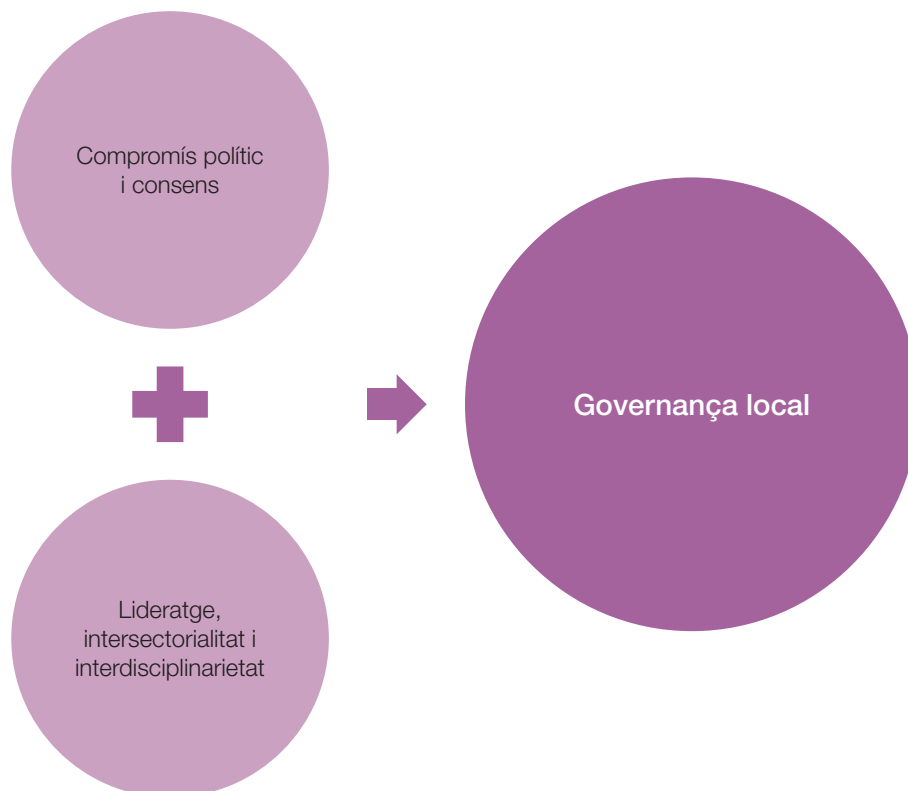 Compromís polític
i consens
Governança local
Lideratge,
intersectorialitat i
interdisciplinarietat